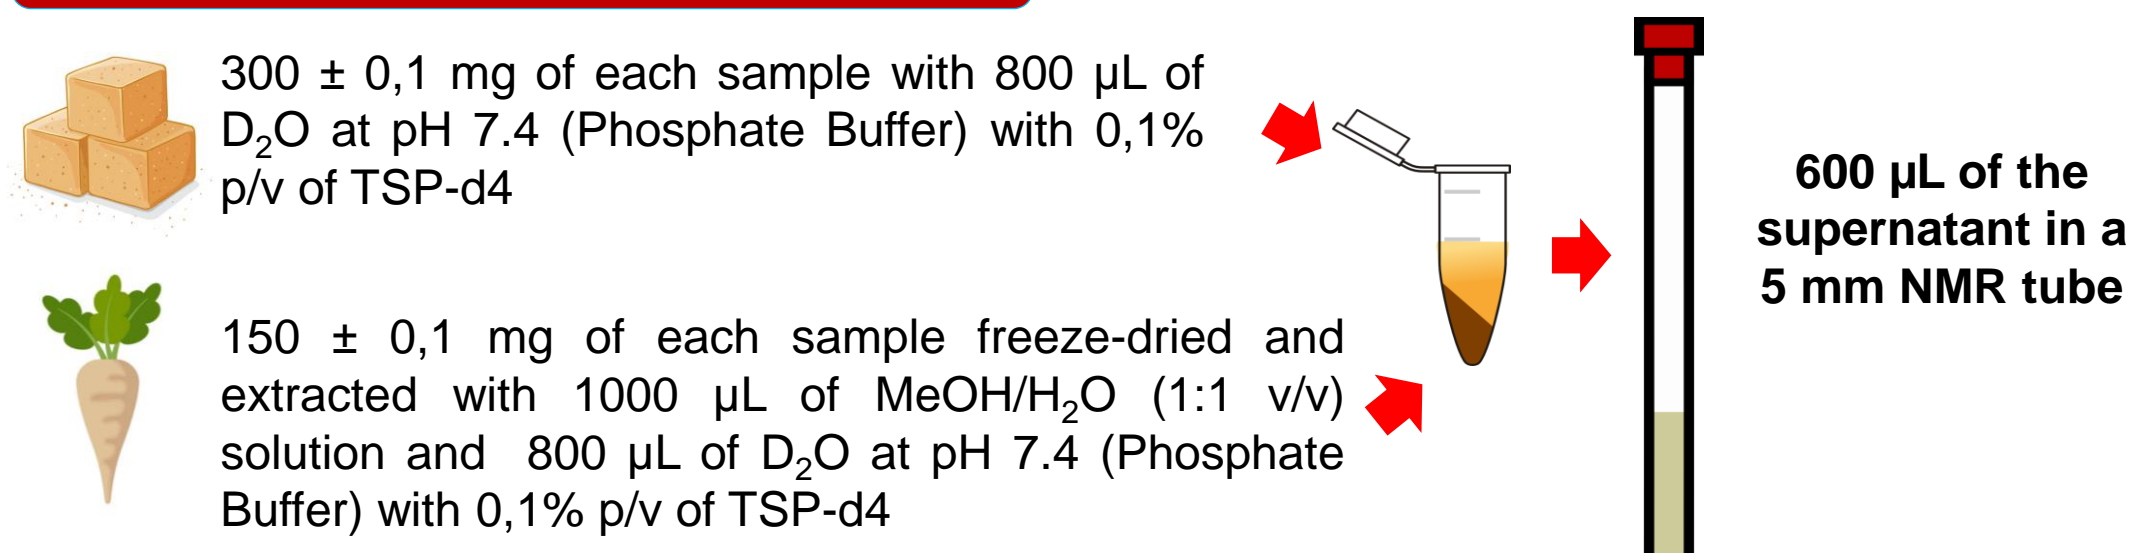 300 ± 0,1 mg of each sample with 800 µL of
D₂O at pH 7.4 (Phosphate Buffer) with 0,1%
p/v of TSP-d4
150 ± 0,1 mg of each sample freeze-dried and
extracted with 1000 µL of MeOH/H₂O (1:1 v/v)
solution and 800 µL of D₂O at pH 7.4 (Phosphate
Buffer) with 0,1% p/v of TSP-d4
600 µL of the
supernatant in a
5 mm NMR tube